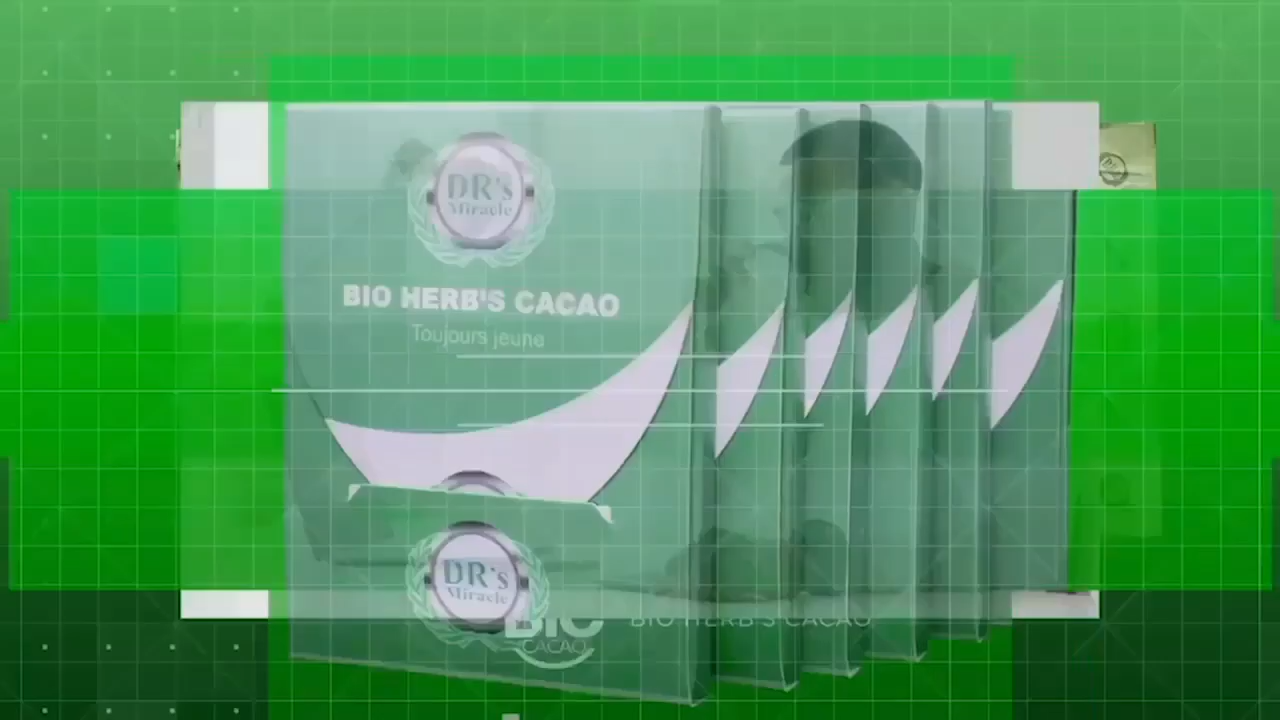 DR's
Miracle
BIO HERB'S CACAO
Toujours jeune
DR's
Miracle
BIO
CACAO
BIO HERB'S CACAO